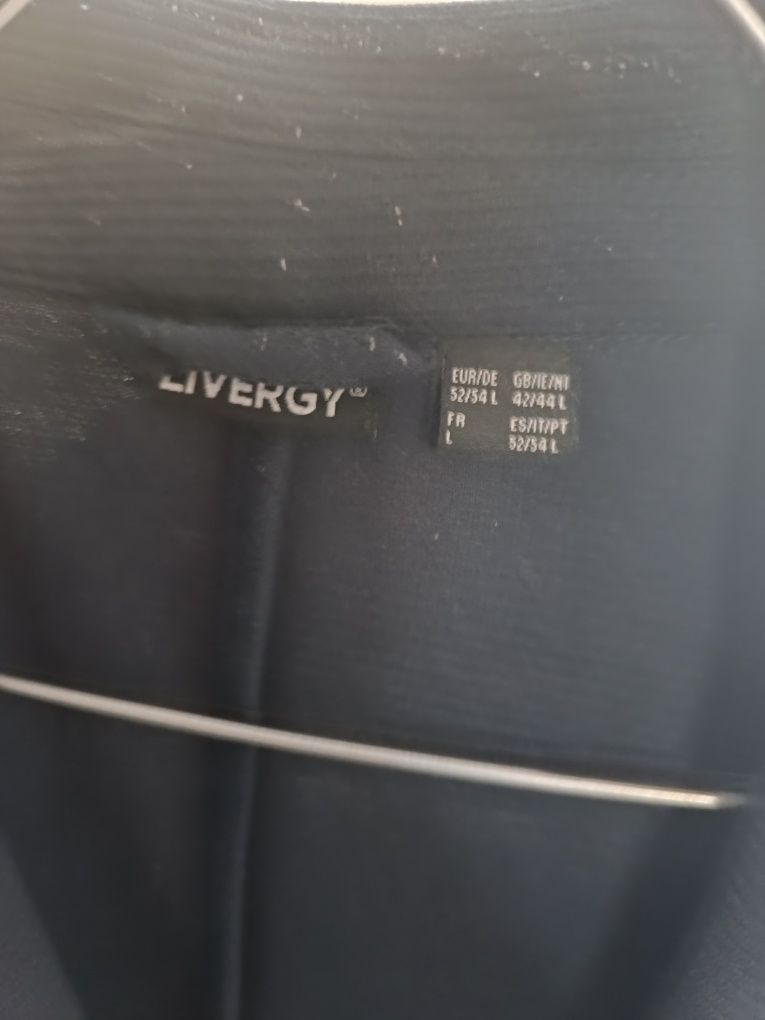 LIVERGY®
EUR/DE GB/IE/NI
52/54 L 42/44 L
FR ES/IT/PT
L 52/54 L